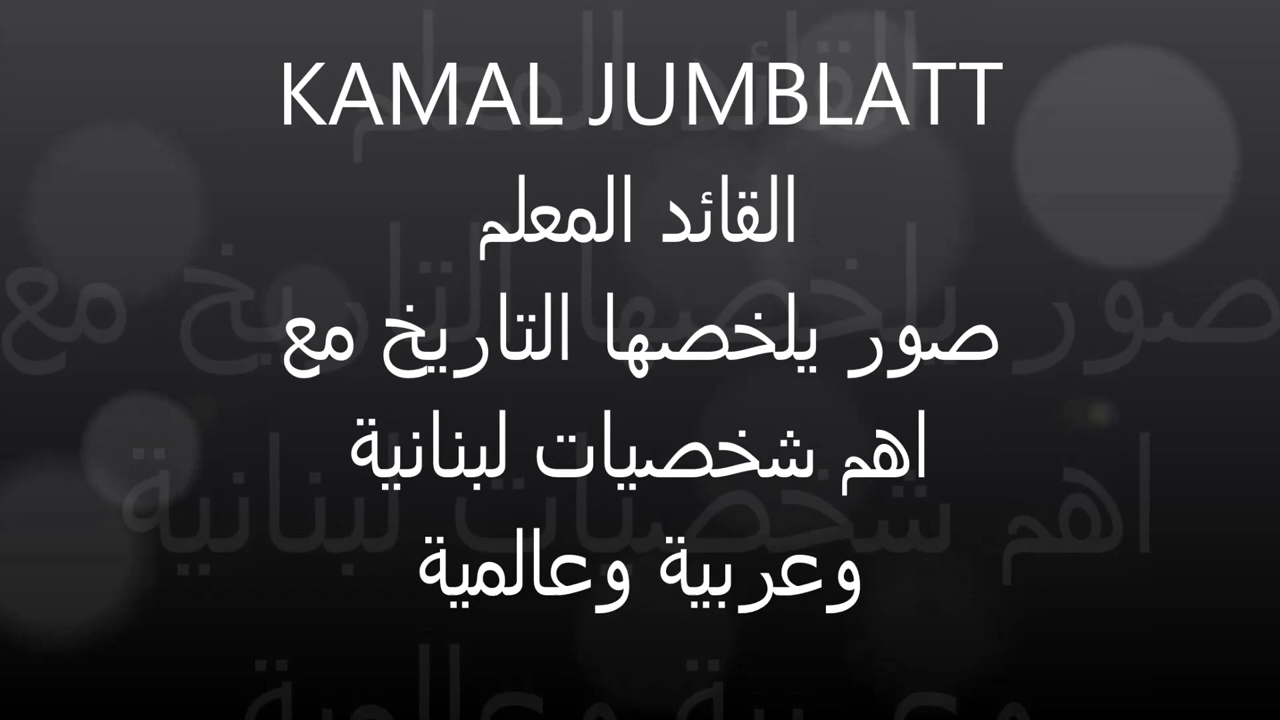 KAMAL JUMBLATT
القائد المعلم
صور يلخصها التاريخ مع
اهم شخصيات لبنانية
وعربية وعالمية